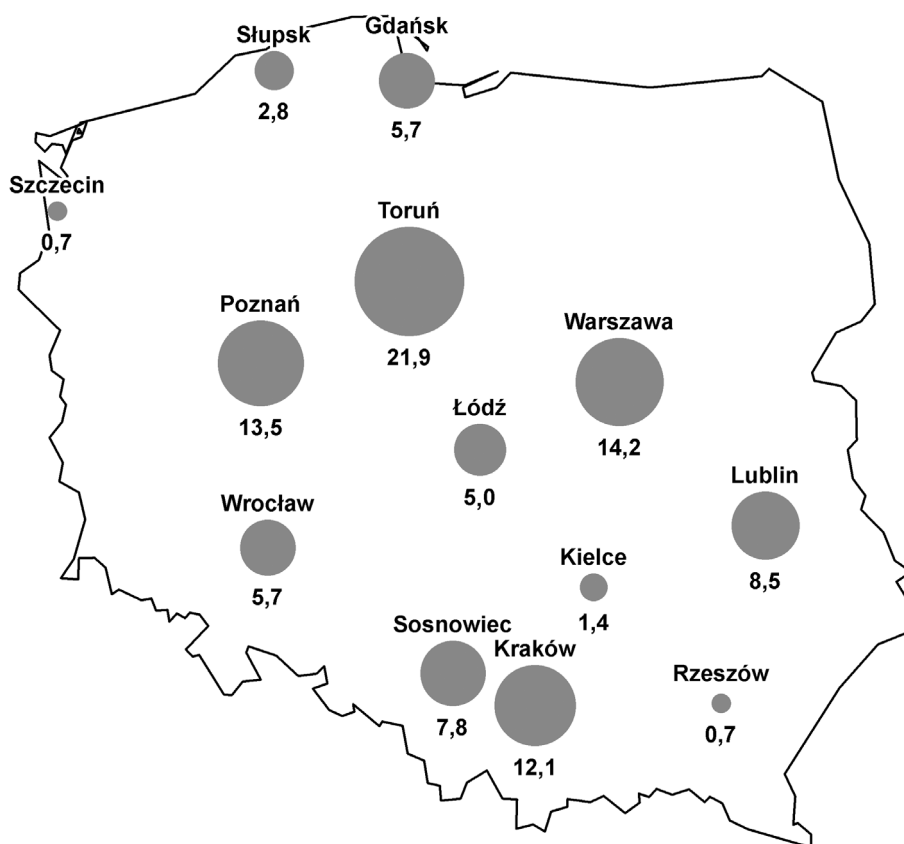 Słupsk
2,8
Gdańsk
5,7
Szczecin
0,7
Toruń
21,9
Poznań
13,5
Warszawa
14,2
Łódź
5,0
Lublin
8,5
Wrocław
5,7
Kielce
1,4
Sosnowiec
7,8
Kraków
12,1
Rzeszów
0,7